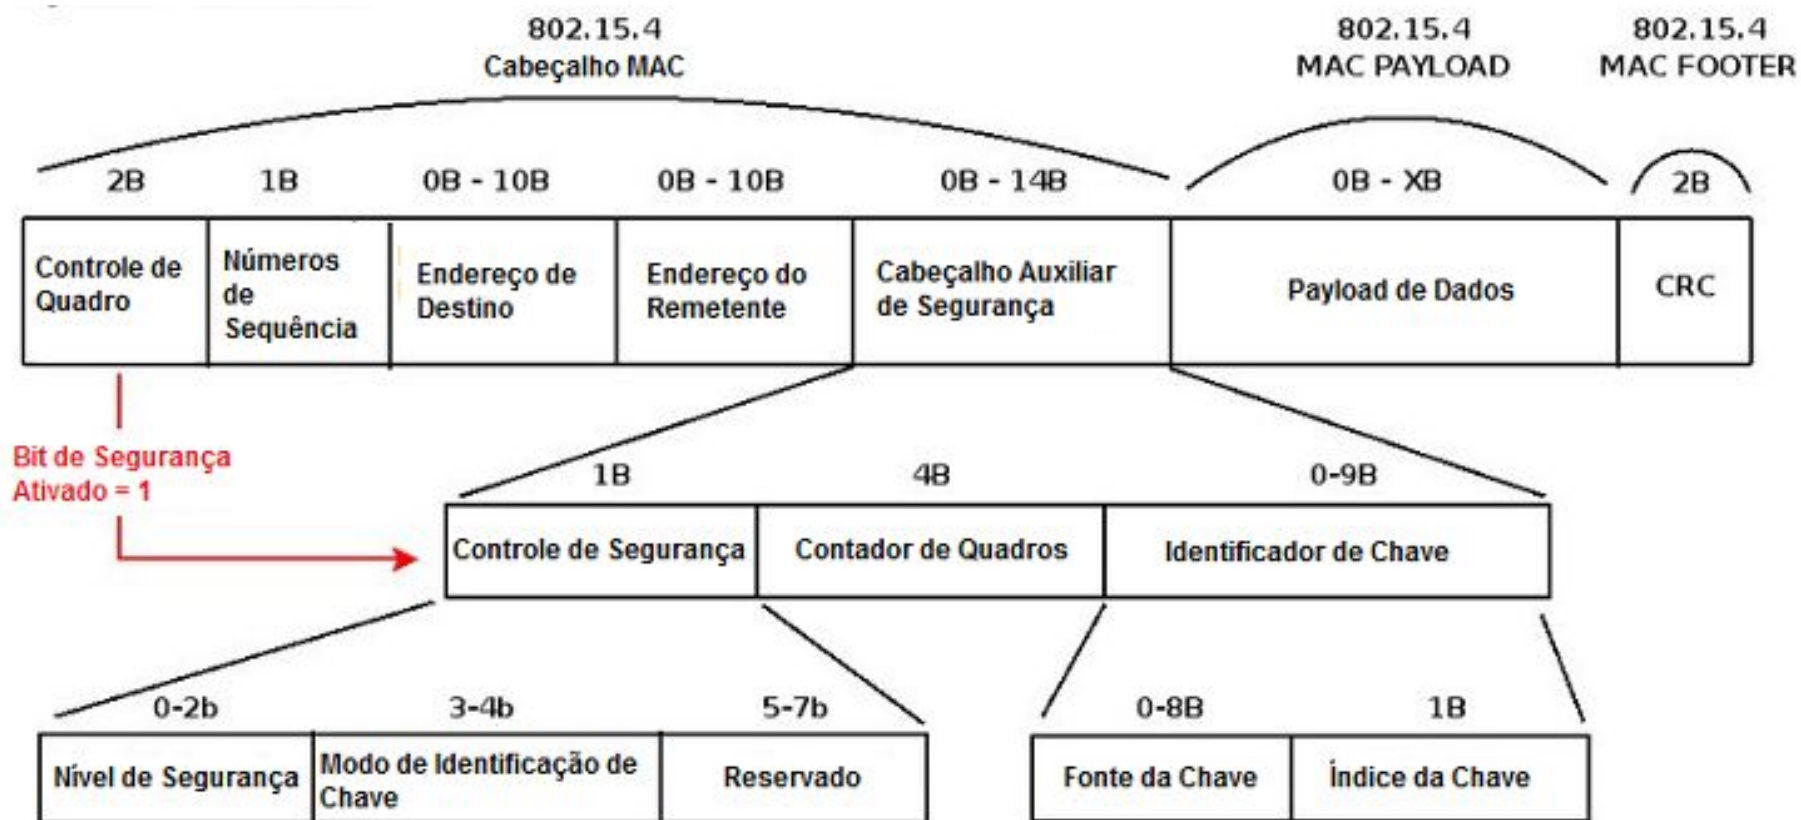 802.15.4
Cabeçalho MAC
802.15.4
MAC PAYLOAD
802.15.4
MAC FOOTER
2B
1B
0B - 10B
0B - 10B
0B - 14B
0B - XB
2B
Controle de
Quadro
Números
de
Sequência
Endereço de
Destino
Endereço do
Remetente
Cabeçalho Auxiliar
de Segurança
Payload de Dados
CRC
Bit de Segurança
Ativado = 1
1B
4B
0-9B
Controle de Segurança
Contador de Quadros
Identificador de Chave
0-2b
3-4b
5-7b
0-8B
1B
Nível de Segurança
Modo de Identificação de
Chave
Reservado
Fonte da Chave
Índice da Chave